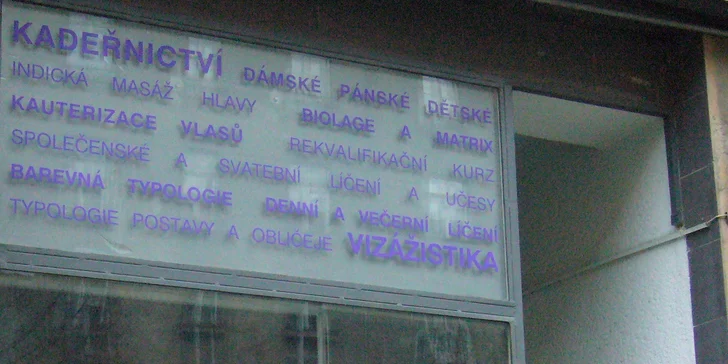 KADEŘNICTVÍ DÁMSKÉ PÁNSKÉ DĚTSKÉ
INDICKÁ MASÁŽ HLAVY BIOLAGE A MATRIX
KAUTERIZACE VLASŮ REKVALIFIKAČNÍ KURZ
SPOLEČENSKÉ A SVATEBNÍ LÍČENÍ A ÚČESY
BAREVNÁ TYPOLOGIE DENNÍ A VEČERNÍ LÍČENÍ
TYPOLOGIE POSTAVY A OBLIČEJE VIZÁŽISTIKA